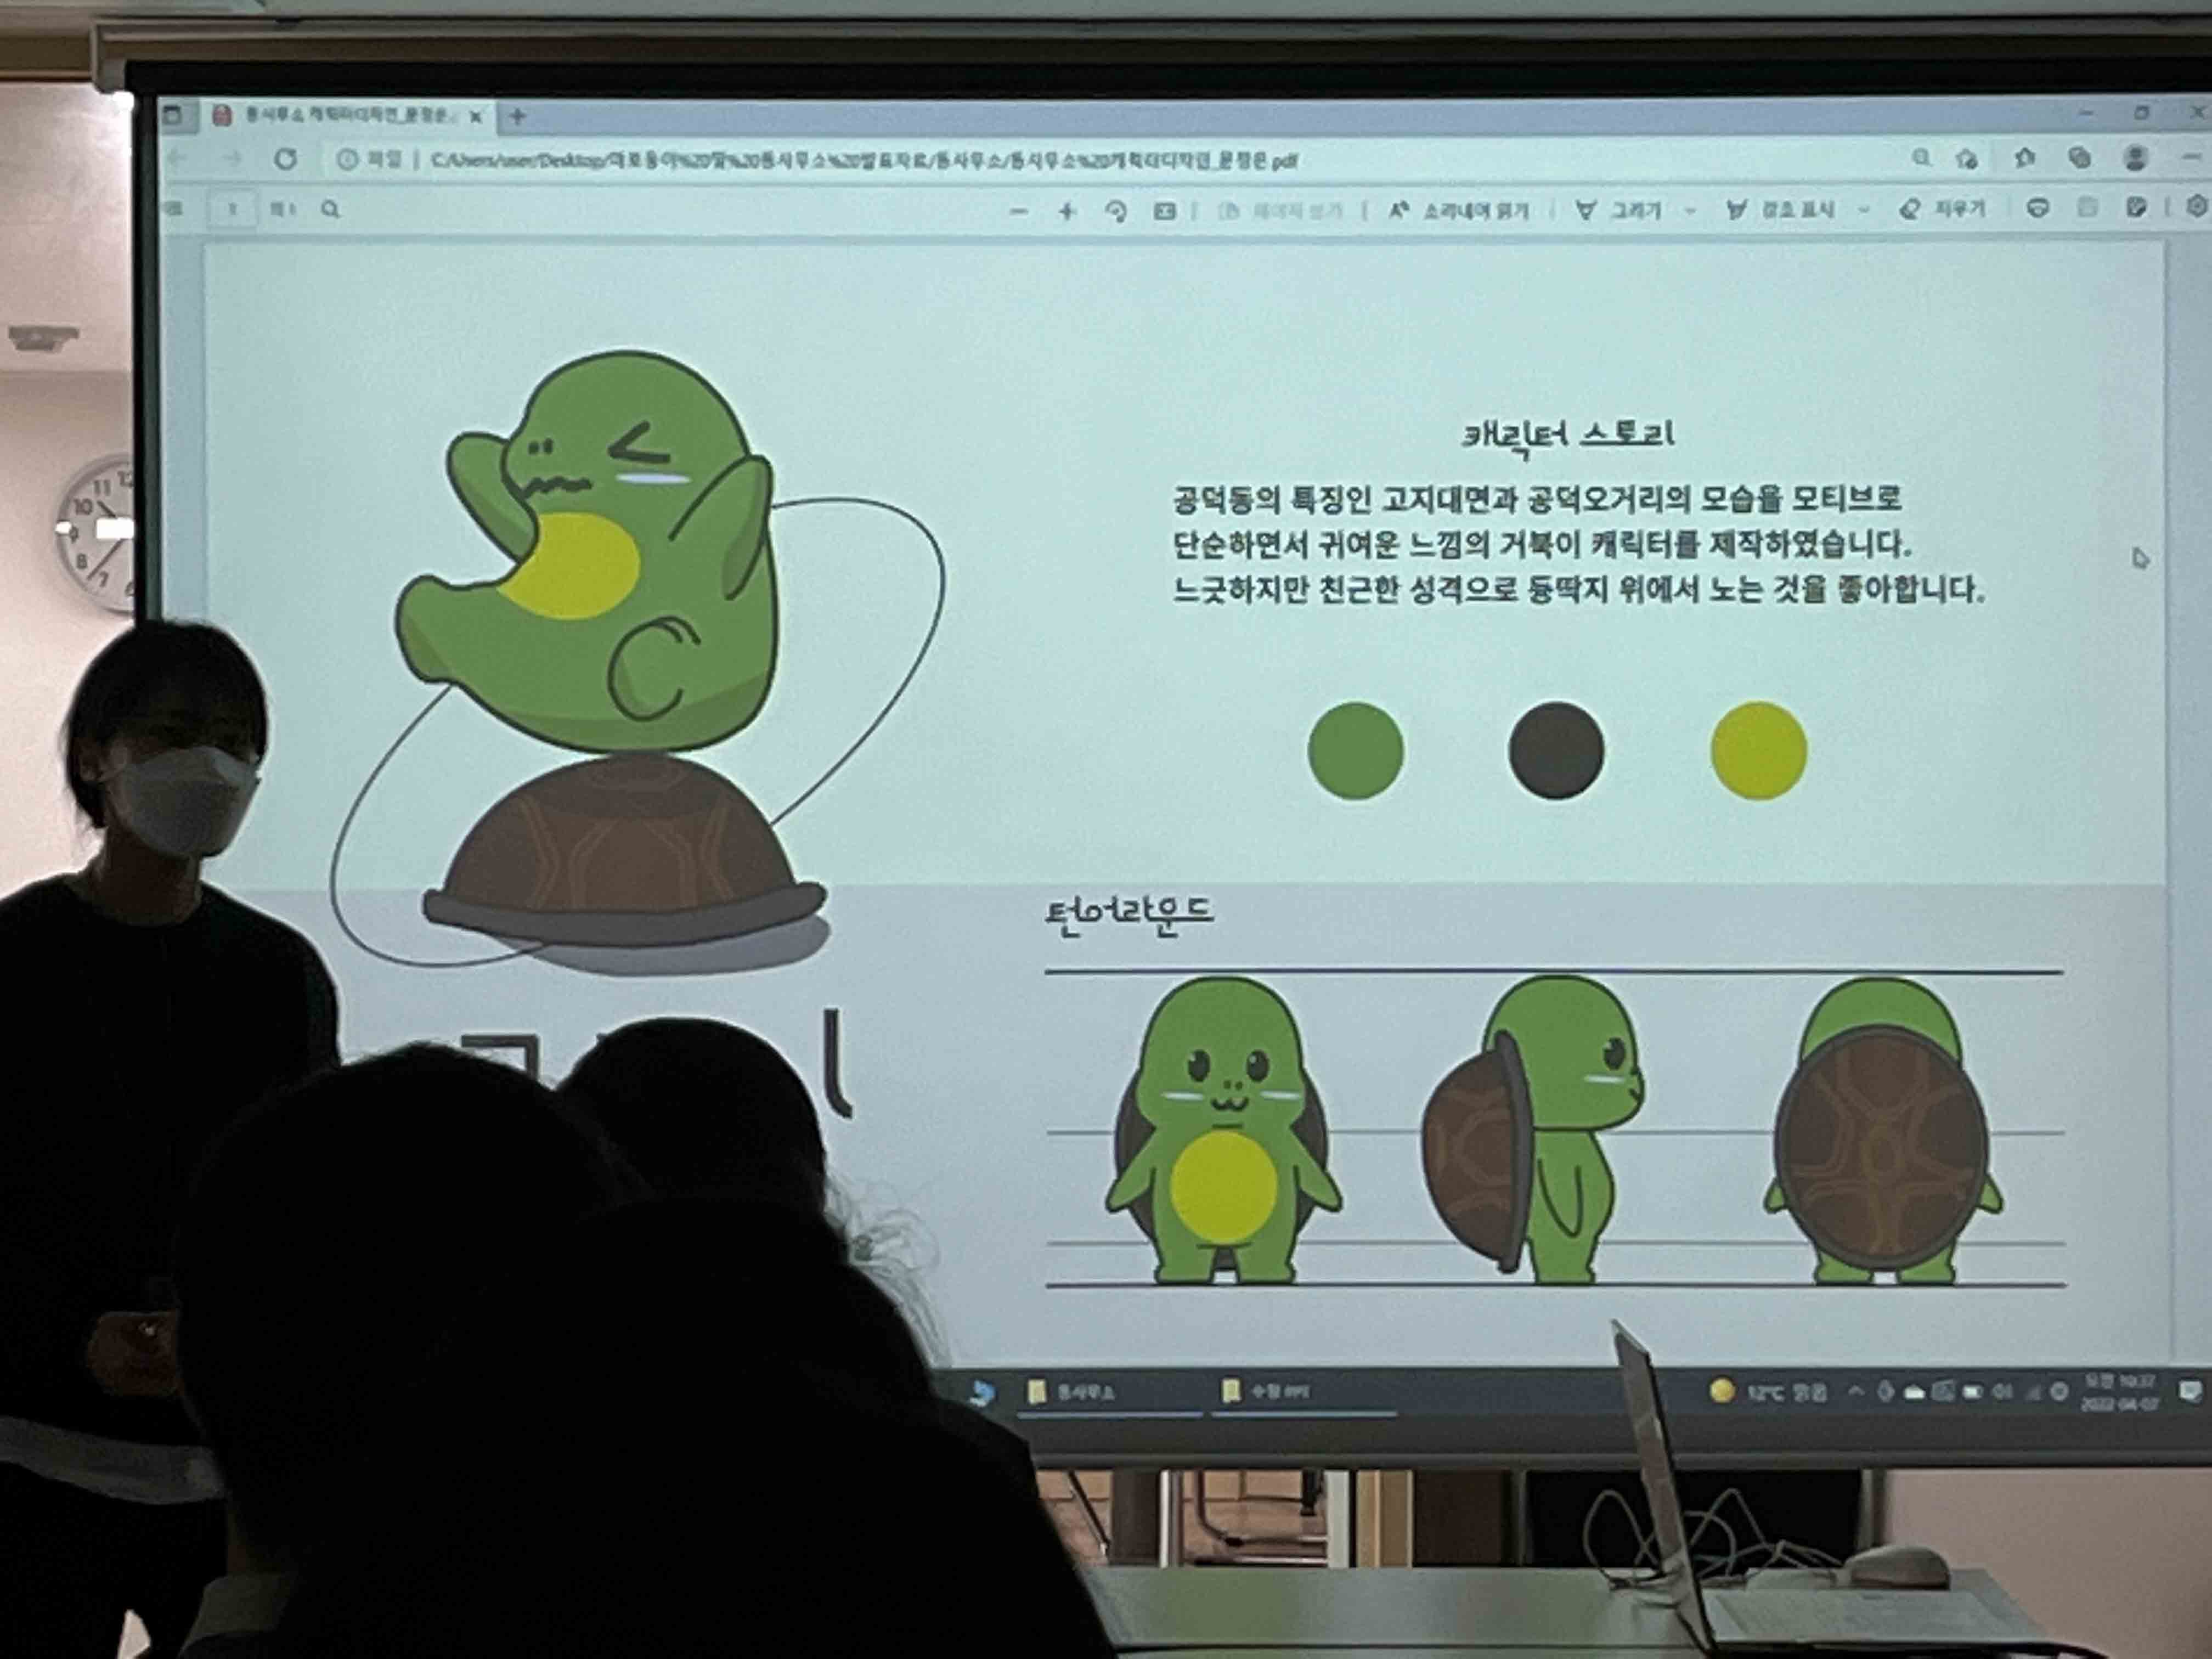 동사무소 캐릭터디자인_문정은
파일 | C:/Users/user/Desktop/마포동아%20및%20동사무소%20발표자료/동사무소/동사무소%20캐릭터디자인_문정은.pdf
페이지 보기 | 소리내어 읽기 | 그리기 강조 표시 지우기
캐릭터 스토리
공덕동의 특징인 고지대면과 공덕오거리의 모습을 모티브로
단순하면서 귀여운 느낌의 거북이 캐릭터를 제작하였습니다.
느긋하지만 친근한 성격으로 등딱지 위에서 노는 것을 좋아합니다.
턴어라운드
동사무소
12°C 맑음
오전 10:37
2022-04-07
10 11 12
9
8
7